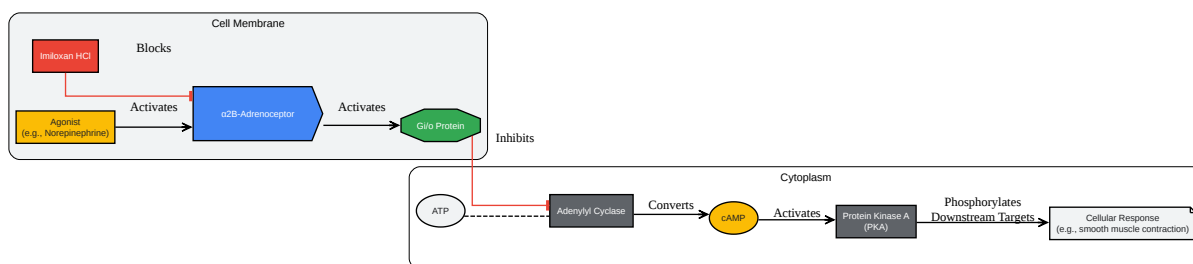 Cell Membrane
Imiloxan HCl
Blocks
Agonist
(e.g., Norepinephrine)
Activates
α2B-Adrenoceptor
Activates
Gi/o Protein
Inhibits
Cytoplasm
ATP
Adenylyl Cyclase
Converts
cAMP
Activates
Protein Kinase A
(PKA)
Phosphorylates
Downstream Targets
Cellular Response
(e.g., smooth muscle contraction)